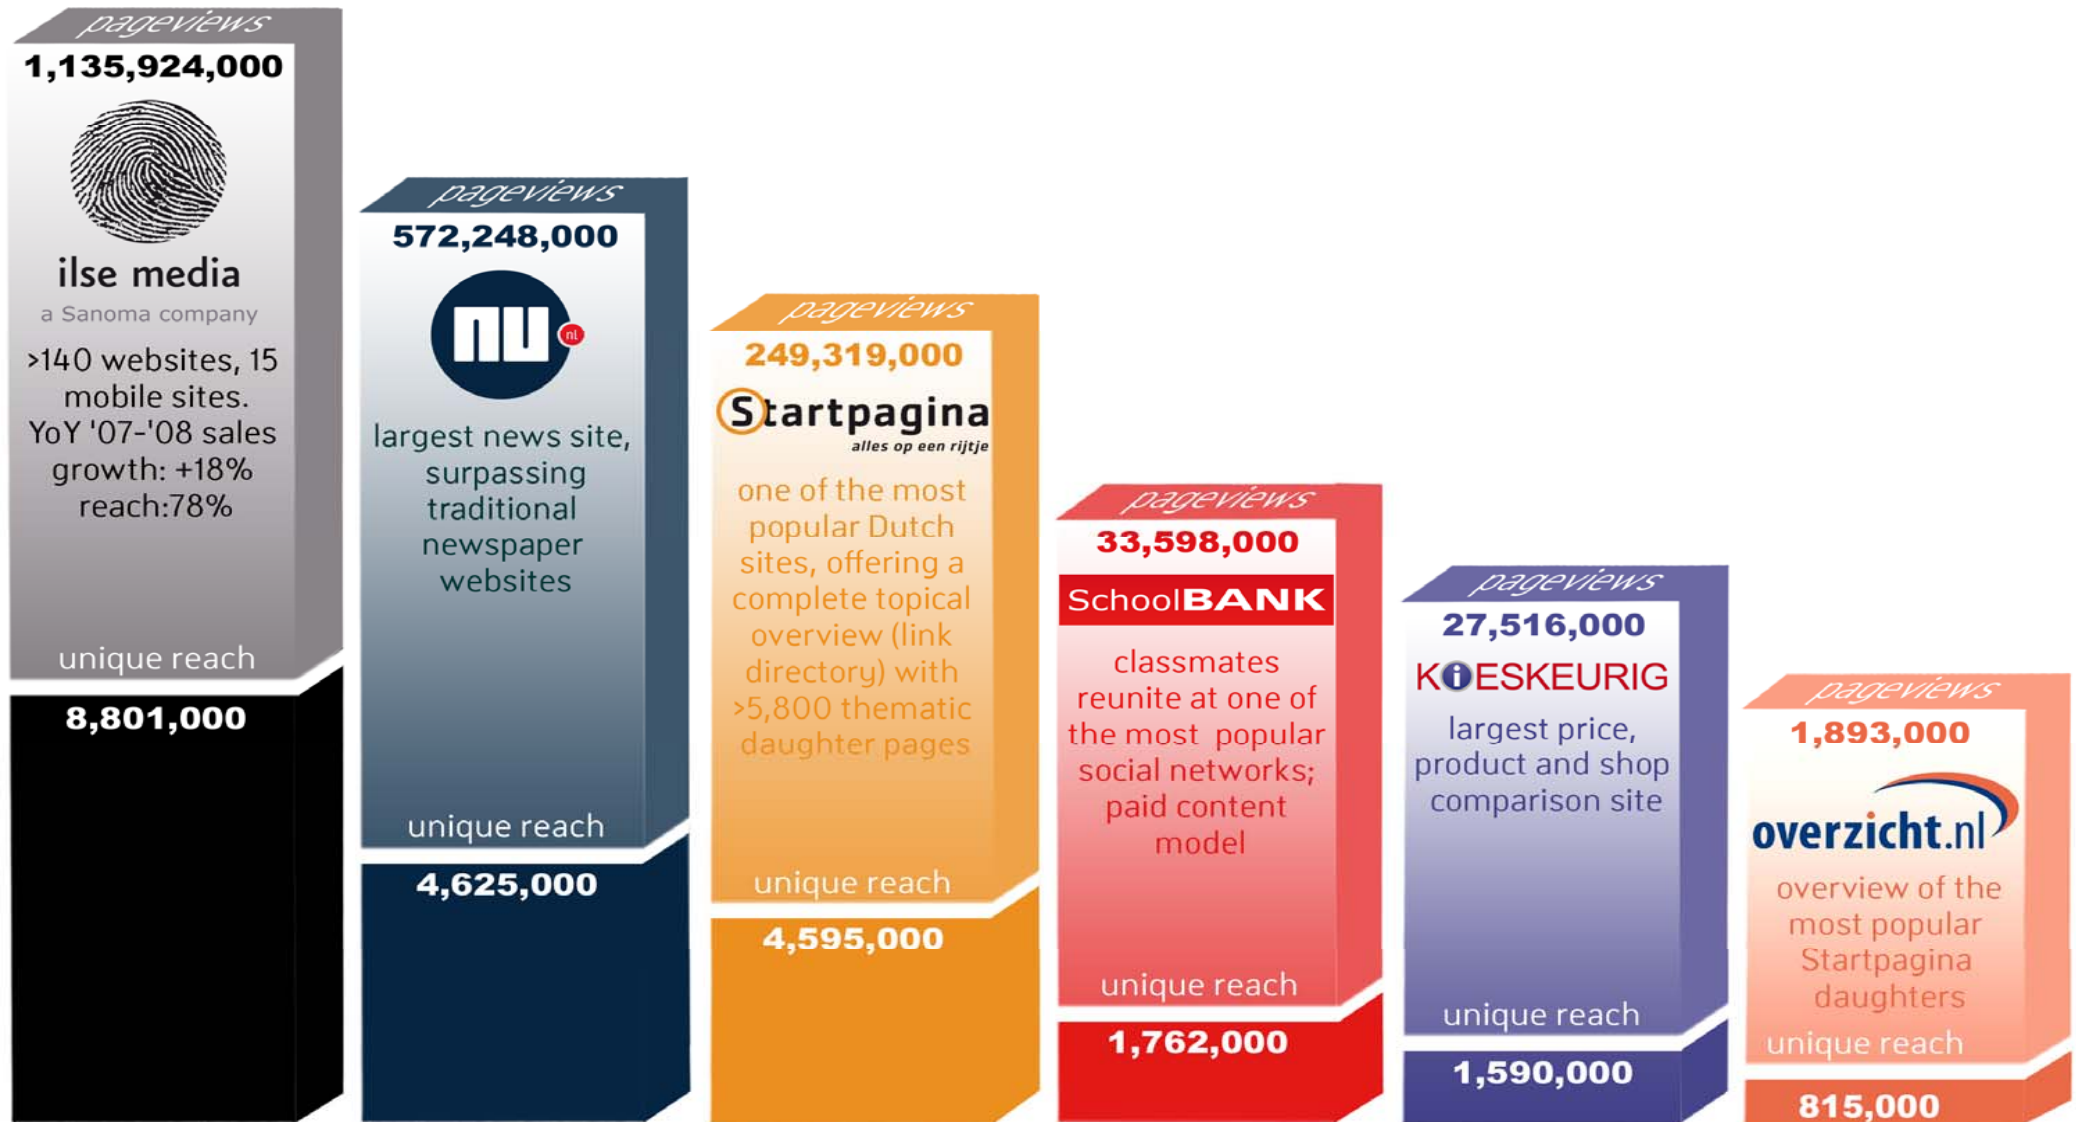 pageviews
1,135,924,000
ilse media
a Sanoma company
>140 websites, 15
mobile sites.
YoY '07-'08 sales
growth: +18%
reach:78%
unique reach
8,801,000
pageviews
572,248,000
nu
nl
largest news site,
surpassing
traditional
newspaper
websites
unique reach
4,625,000
pageviews
249,319,000
Startpagina
alles op een rijtje
one of the most
popular Dutch
sites, offering a
complete topical
overview (link
directory) with
>5,800 thematic
daughter pages
unique reach
4,595,000
pageviews
33,598,000
SchoolBANK
classmates
reunite at one of
the most popular
social networks;
paid content
model
unique reach
1,762,000
pageviews
27,516,000
KiESKEURIG
largest price,
product and shop
comparison site
unique reach
1,590,000
pageviews
1,893,000
overzicht.nl
overview of the
most popular
Startpagina
daughters
unique reach
815,000